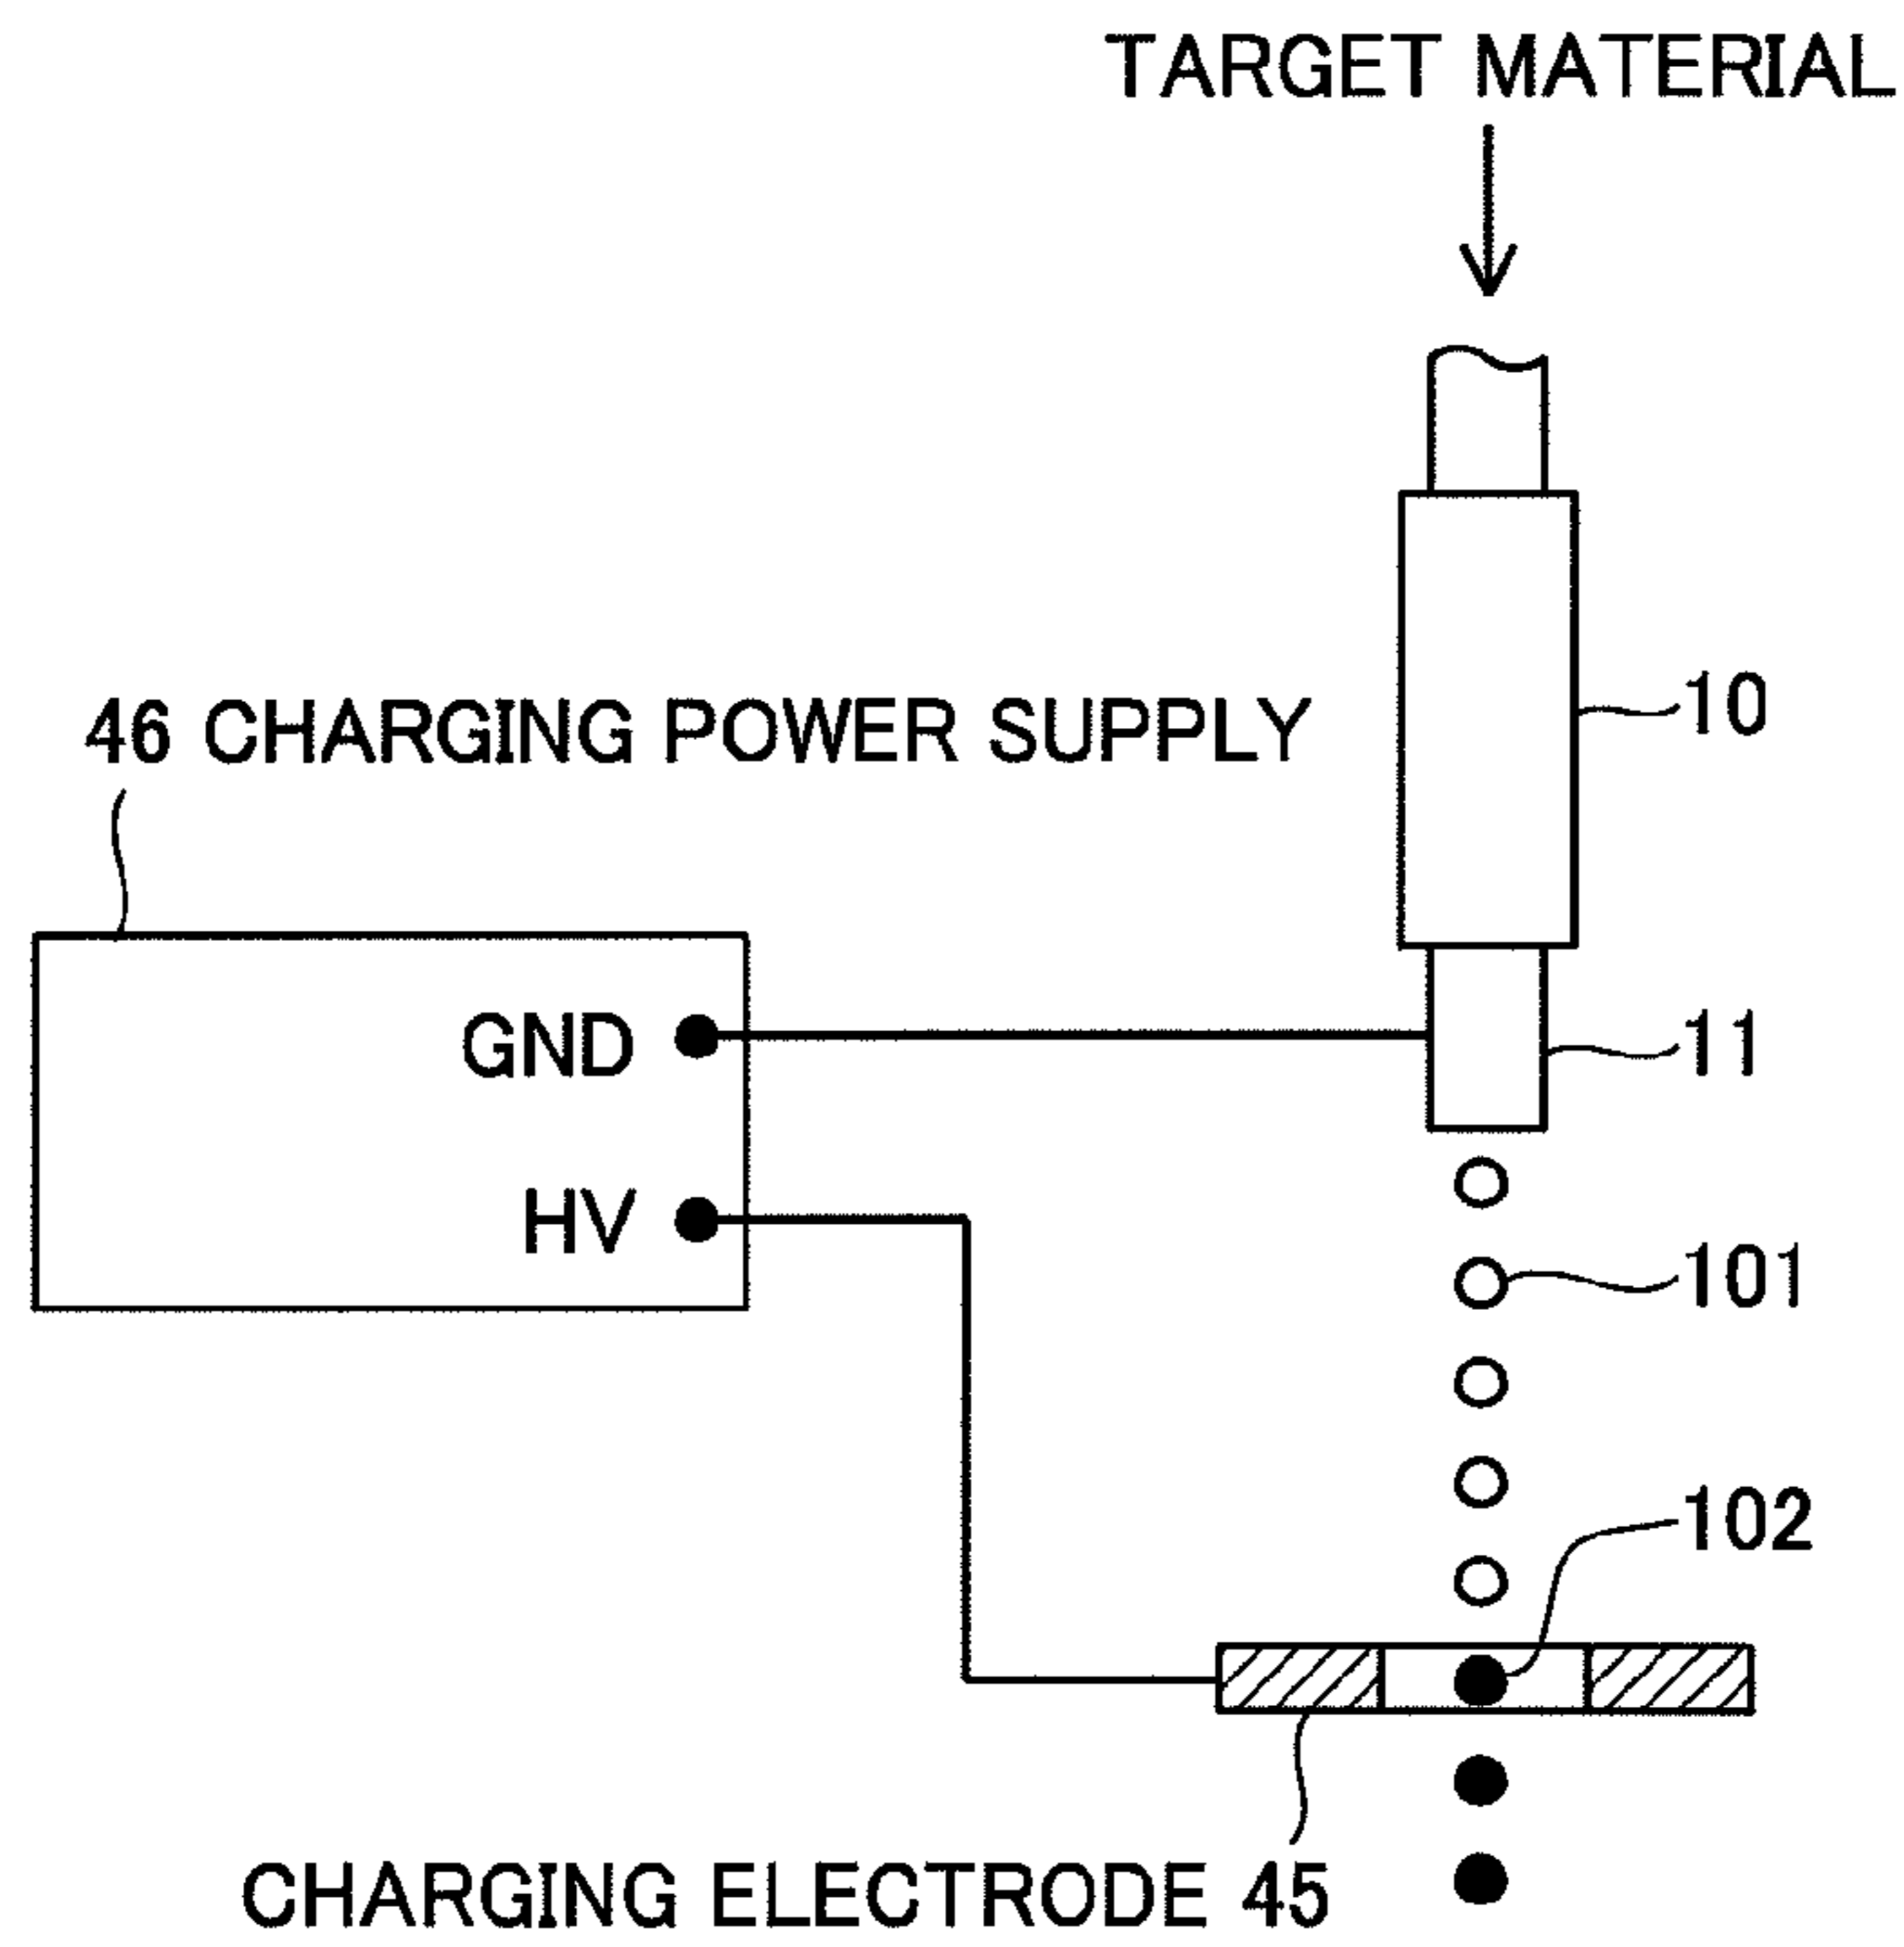 TARGET MATERIAL
10
46 CHARGING POWER SUPPLY
GND
11
HV
101
102
CHARGING ELECTRODE 45